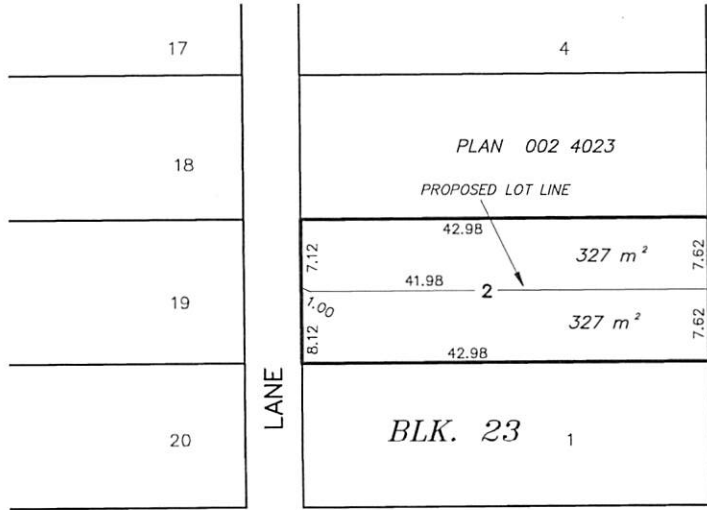 17
4
18
PLAN 002 4023
PROPOSED LOT LINE
42.98
7.12
327 m²
7.62
19
41.98
2
1.00
8.12
327 m²
7.62
42.98
LANE
20
BLK. 23
1